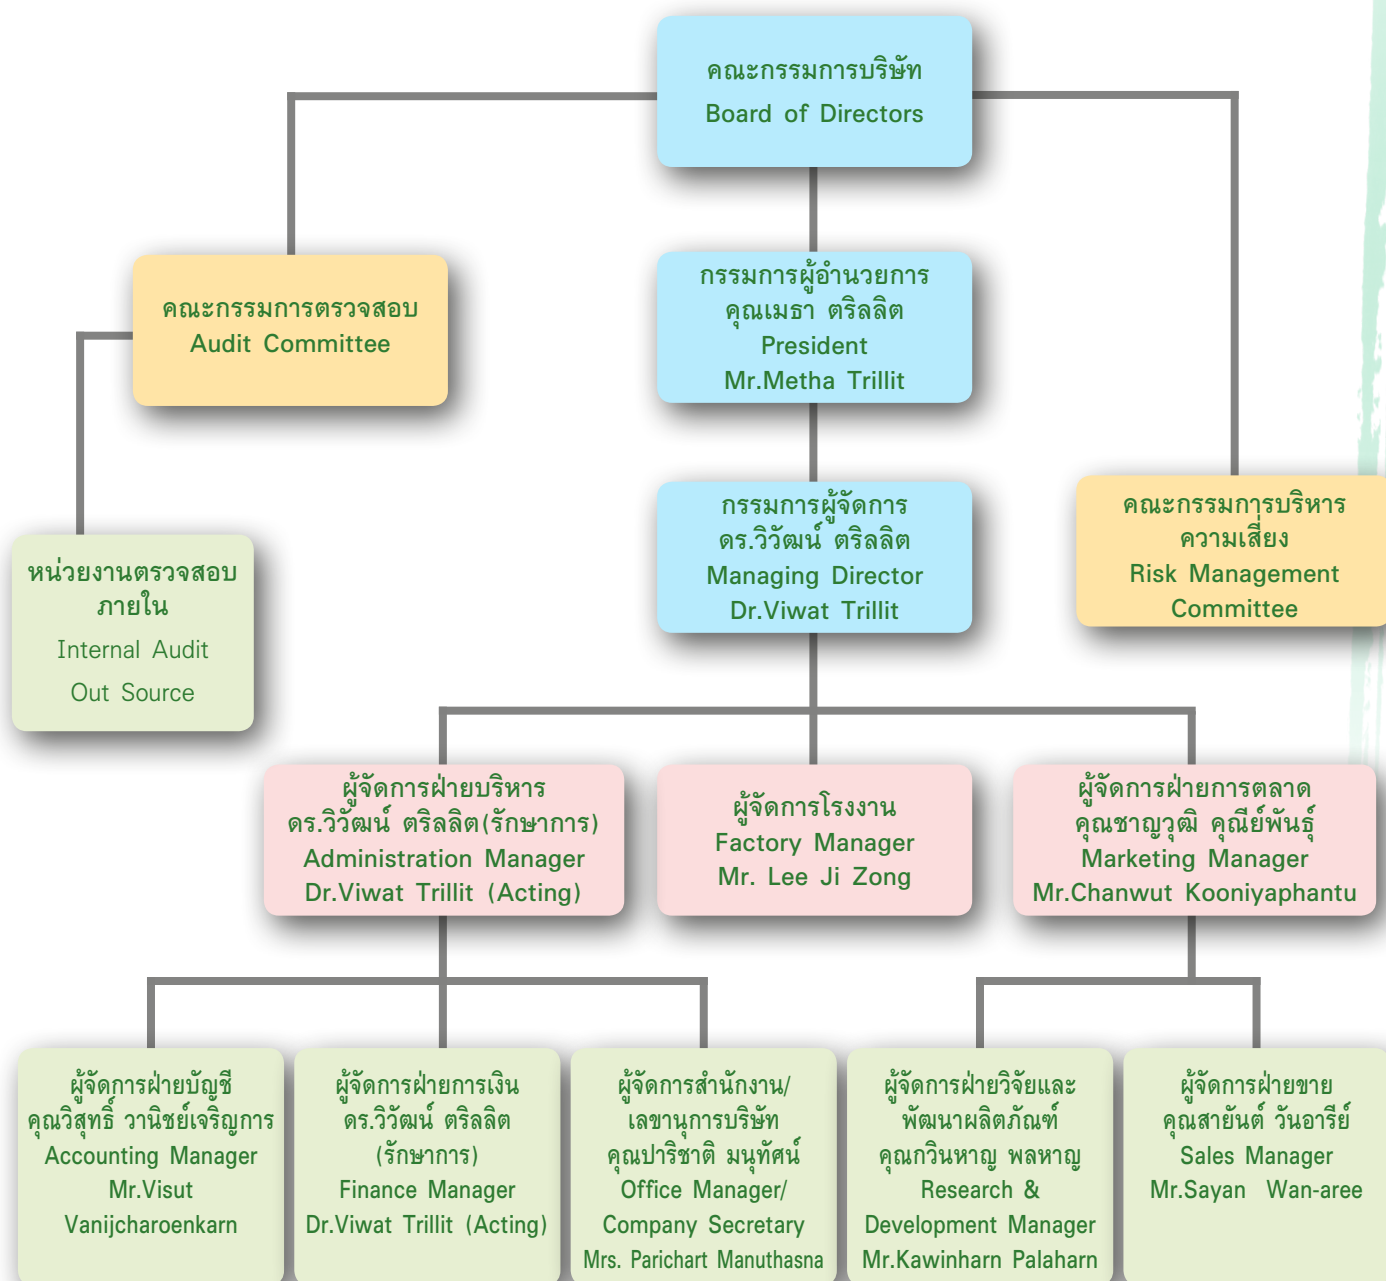 คณะกรรมการบริษัท
Board of Directors
คณะกรรมการตรวจสอบ
Audit Committee
กรรมการผู้อำนวยการ
คุณเมธา ตริลลิต
President
Mr.Metha Trillit
กรรมการผู้จัดการ
ดร.วิวัฒน์ ตริลลิต
Managing Director
Dr.Viwat Trillit
คณะกรรมการบริหาร
ความเสี่ยง
Risk Management
Committee
หน่วยงานตรวจสอบ
ภายใน
Internal Audit
Out Source
ผู้จัดการฝ่ายบริหาร
ดร.วิวัฒน์ ตริลลิต(รักษาการ)
Administration Manager
Dr.Viwat Trillit (Acting)
ผู้จัดการโรงงาน
Factory Manager
Mr. Lee Ji Zong
ผู้จัดการฝ่ายการตลาด
คุณชาญวุฒิ คุณีย์พันธุ์
Marketing Manager
Mr.Chanwut Kooniyaphantu
ผู้จัดการฝ่ายบัญชี
คุณวิสุทธิ์ วานิชย์เจริญการ
Accounting Manager
Mr.Visut
Vanijcharoenkarn
ผู้จัดการฝ่ายการเงิน
ดร.วิวัฒน์ ตริลลิต
(รักษาการ)
Finance Manager
Dr.Viwat Trillit (Acting)
ผู้จัดการสำนักงาน/
เลขานุการบริษัท
คุณปาริชาติ มนุทัศน์
Office Manager/
Company Secretary
Mrs. Parichart Manuthasna
ผู้จัดการฝ่ายวิจัยและ
พัฒนาผลิตภัณฑ์
คุณกวินหาญ พลหาญ
Research &
Development Manager
Mr.Kawinharn Palaharn
ผู้จัดการฝ่ายขาย
คุณสายันต์ วันอารีย์
Sales Manager
Mr.Sayan Wan-aree